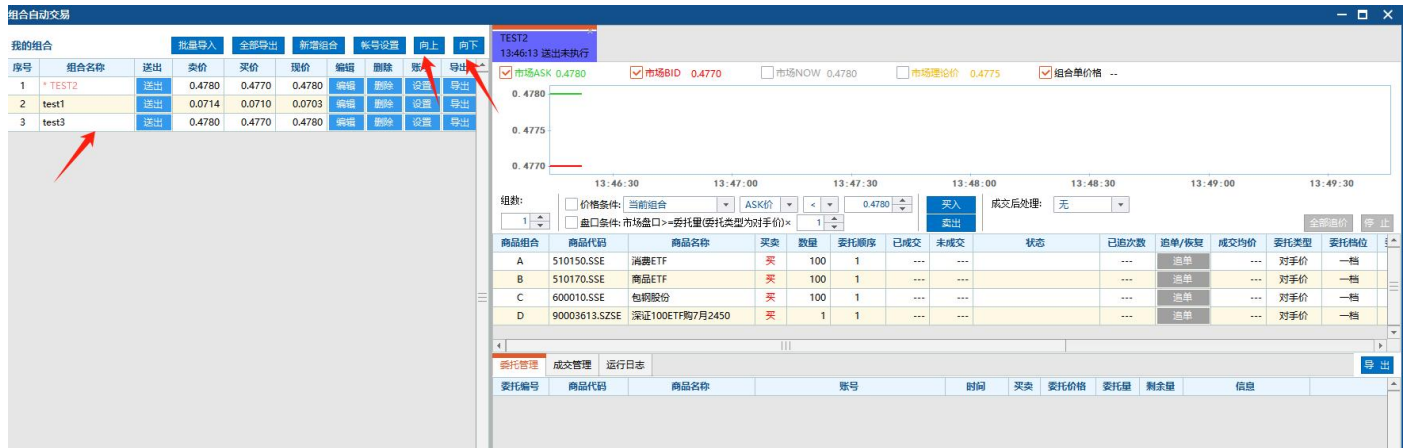 组合自动交易
我的组合 批量导入 全部导出 新增组合 帐号设置 向上 向下
序号 组合名称 送出 卖价 买价 现价 编辑 删除 导出
1 * TEST2 送出 0.4780 0.4770 0.4780 编辑 删除 设置 导出
2 test1 送出 0.0714 0.0710 0.0703 编辑 删除 设置 导出
3 test3 送出 0.4780 0.4770 0.4780 编辑 删除 设置 导出
TEST2
13:46:13 送出未执行
市场ASK 0.4780 市场BID 0.4770 市场NOW 0.4780 市场理论价 0.4775 组合单价格 --
0.4780
0.4775
0.4770
13:46:30 13:47:00 13:47:30 13:48:00 13:48:30 13:49:00 13:49:30
组数: 价格条件: 当前组合 ASK价 < 0.4780 买入 成交后处理: 无
1 盘口条件: 市场盘口>=委托量(委托类型为对手价)× 1 卖出 全部追价 停止
商品组合 商品代码 商品名称 买卖 数量 委托顺序 已成交 未成交 状态 已追次数 追单/恢复 成交均价 委托类型 委托档位
A 510150.SSE 消费ETF 买 100 1 --- --- --- 追单 --- 对手价 一档
B 510170.SSE 商品ETF 买 100 1 --- --- --- 追单 --- 对手价 一档
C 600010.SSE 包钢股份 买 100 1 --- --- --- 追单 --- 对手价 一档
D 90003613.SZSE 深证100ETF购7月2450 买 1 1 --- --- --- 追单 --- 对手价 一档
委托管理 成交管理 运行日志 导出
委托编号 商品代码 商品名称 账号 时间 买卖 委托价格 委托量 剩余量 信息